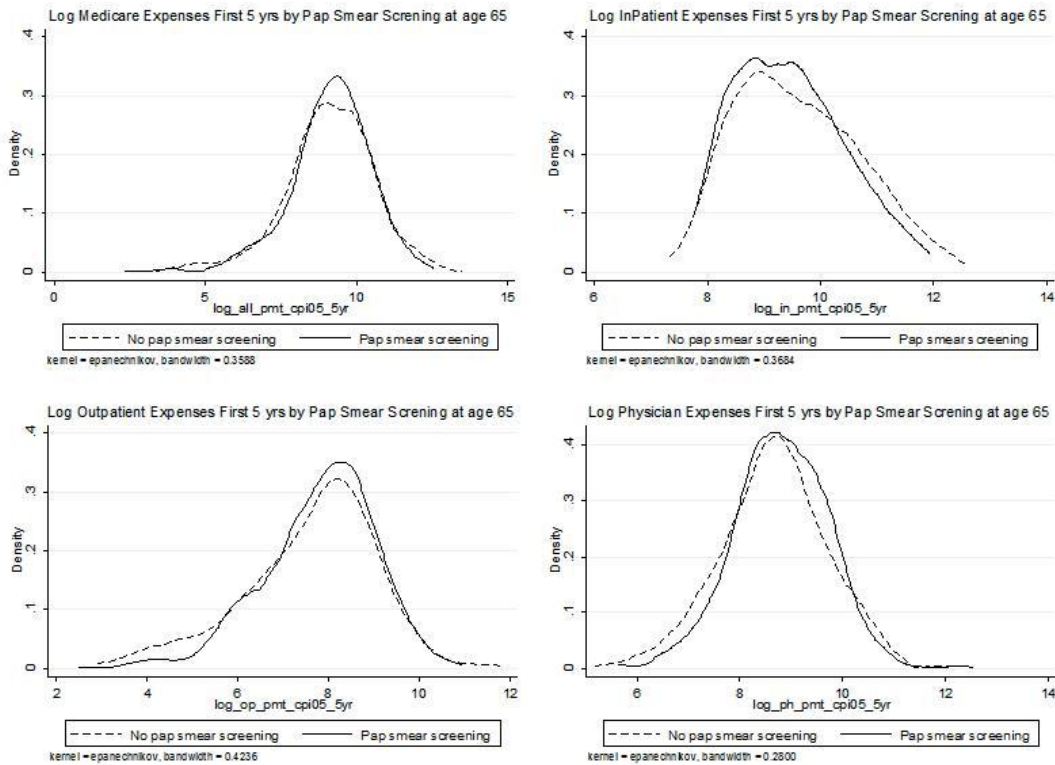 Log Medicare Expenses First 5 yrs by Pap Smear Screning at age 65
.4
.3
.2
.1
0
Density
0 5 10 15
log_all_pmt_cpi05_5yr
No pap smear screening Pap smear screening
kernel = epanechnikov, bandwidth = 0.3588
Log InPatient Expenses First 5 yrs by Pap Smear Screning at age 65
.4
.3
.2
.1
0
Density
6 8 10 12 14
log_in_pmt_cpi05_5yr
No pap smear screening Pap smear screening
kernel = epanechnikov, bandwidth = 0.3684
Log Outpatient Expenses First 5 yrs by Pap Smear Screning at age 65
.4
.3
.2
.1
0
Density
2 4 6 8 10 12
log_op_pmt_cpi05_5yr
No pap smear screening Pap smear screening
kernel = epanechnikov, bandwidth = 0.4236
Log Physician Expenses First 5 yrs by Pap Smear Screning at age 65
.4
.3
.2
.1
0
Density
6 8 10 12 14
log_ph_pmt_cpi05_5yr
No pap smear screening Pap smear screening
kernel = epanechnikov, bandwidth = 0.2800